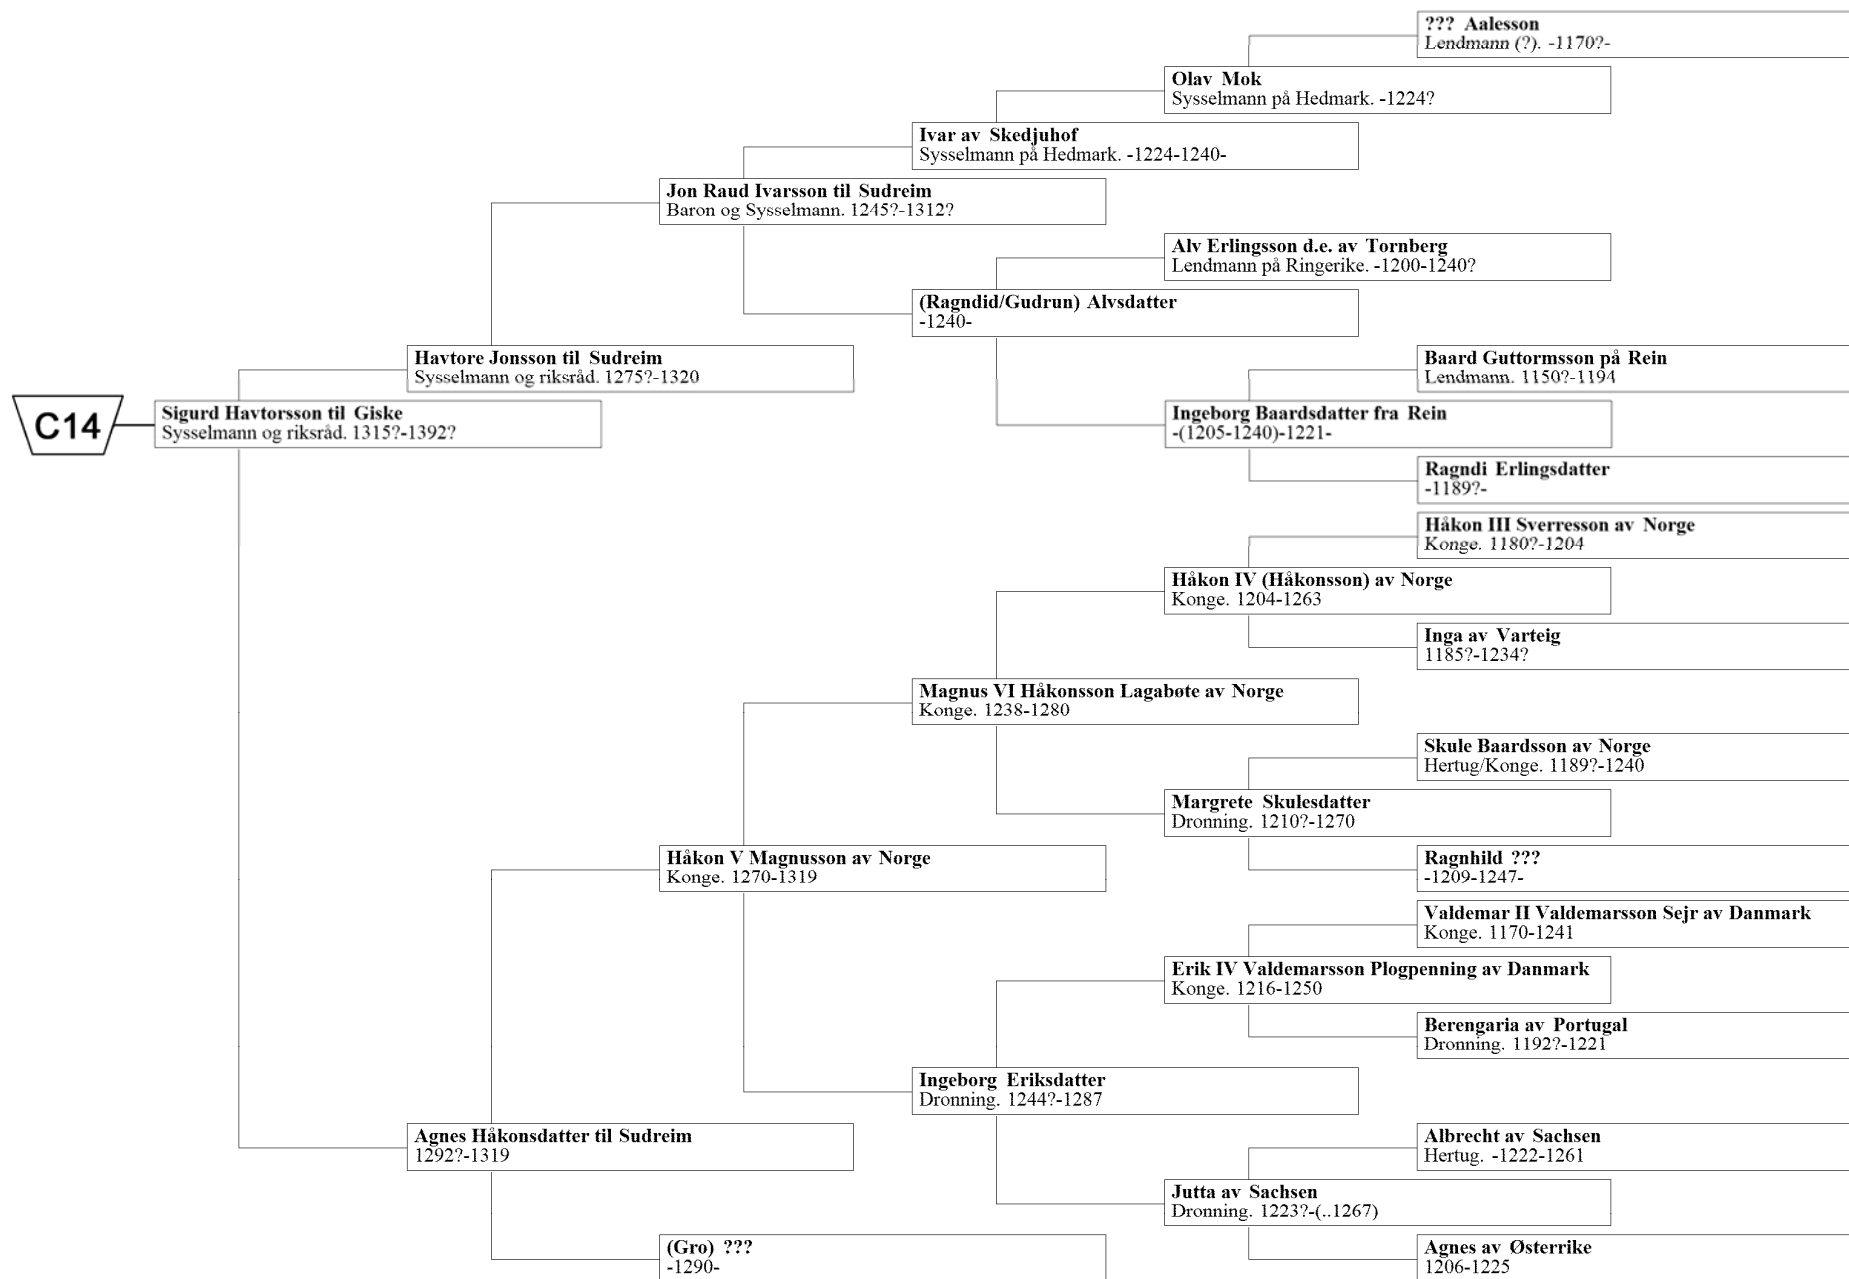 ??? Aalesson
Lendmann (?). -1170?-
Olav Mok
Sysselmann på Hedmark. -1224?
Ivar av Skedjuhof
Sysselmann på Hedmark. -1224-1240-
Jon Raud Ivarsson til Sudreim
Baron og Sysselmann. 1245?-1312?
Alv Erlingsson d.e. av Tornberg
Lendmann på Ringerike. -1200-1240?
(Ragndid/Gudrun) Alvsdatter
-1240-
Havtore Jonsson til Sudreim
Sysselmann og riksråd. 1275?-1320
Baard Guttormsson på Rein
Lendmann. 1150?-1194
C14
Sigurd Havtorsson til Giske
Sysselmann og riksråd. 1315?-1392?
Ingeborg Baardsdatter fra Rein
-(1205-1240)-1221-
Ragndi Erlingsdatter
-1189?-
Håkon III Sverresson av Norge
Konge. 1180?-1204
Håkon IV (Håkonsson) av Norge
Konge. 1204-1263
Inga av Varteig
1185?-1234?
Magnus VI Håkonsson Lagabøte av Norge
Konge. 1238-1280
Skule Baardsson av Norge
Hertug/Konge. 1189?-1240
Margrete Skulesdatter
Dronning. 1210?-1270
Håkon V Magnusson av Norge
Konge. 1270-1319
Ragnhild ???
-1209-1247-
Valdemar II Valdemarsson Sejr av Danmark
Konge. 1170-1241
Erik IV Valdemarsson Plogpenning av Danmark
Konge. 1216-1250
Berengaria av Portugal
Dronning. 1192?-1221
Ingeborg Eriksdatter
Dronning. 1244?-1287
Agnes Håkonsdatter til Sudreim
1292?-1319
Albrecht av Sachsen
Hertug. -1222-1261
Jutta av Sachsen
Dronning. 1223?-(..1267)
(Gro) ???
-1290-
Agnes av Østerrike
1206-1225